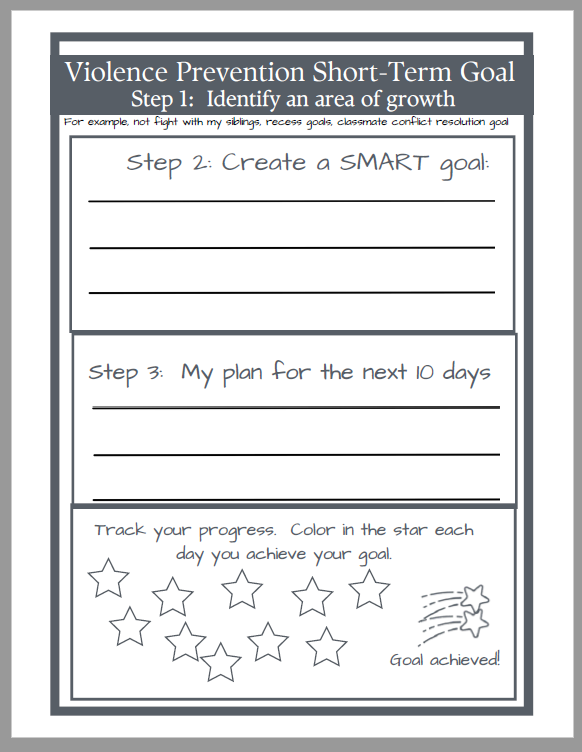 Violence Prevention Short-Term Goal
Step 1: Identify an area of growth
For example, not fight with my siblings, recess goals, classmate conflict resolution goal
Step 2: Create a SMART goal:
Step 3: My plan for the next 10 days
Track your progress. Color in the star each
day you achieve your goal.
Goal achieved!